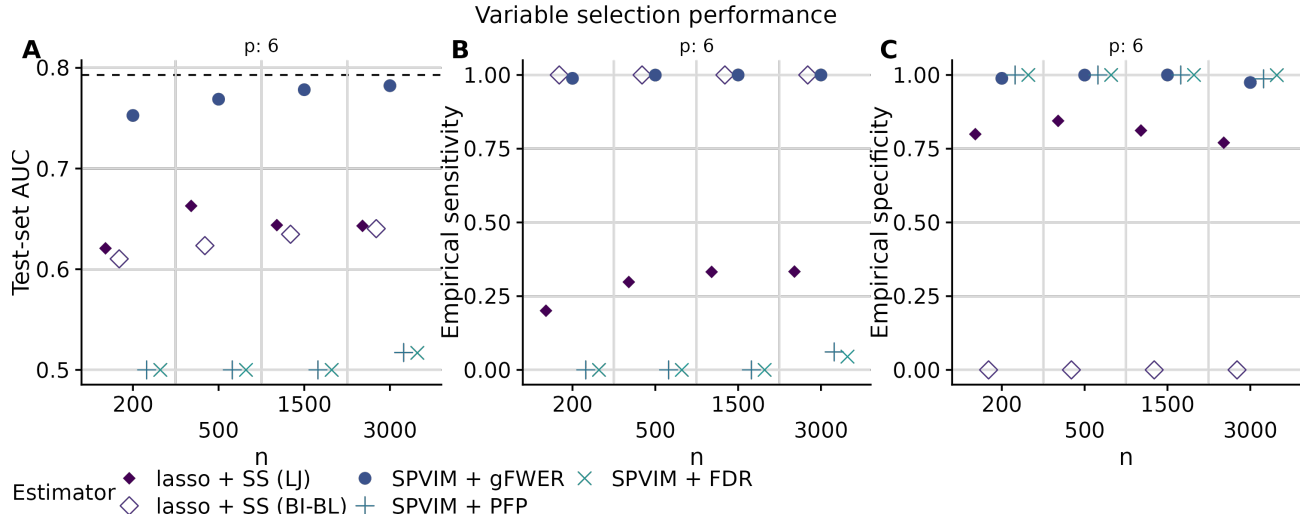 Variable selection performance
A
p: 6
Test-set AUC
0.8
0.7
0.6
0.5
200
500
1500
3000
n
B
p: 6
Empirical sensitivity
1.00
0.75
0.50
0.25
0.00
200
500
1500
3000
n
C
p: 6
Empirical specificity
1.00
0.75
0.50
0.25
0.00
200
500
1500
3000
n
Estimator
lasso + SS (LJ)
lasso + SS (BI-BL)
SPVIM + gFWER
SPVIM + PFP
SPVIM + FDR